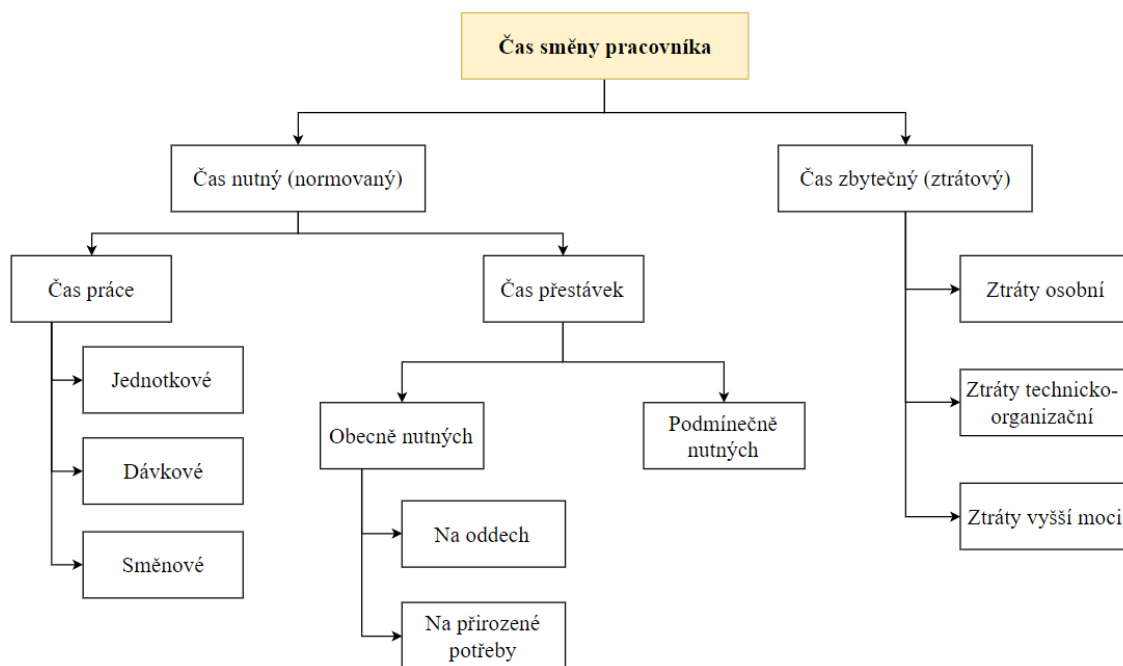 Čas směny pracovníka
Čas nutný (normovaný)
Čas zbytečný (ztrátový)
Čas práce
Čas přestávek
Ztráty osobní
Jednotkové
Obecně nutných
Podmínečně
nutných
Ztráty technicko-
organizační
Dávkové
Na oddech
Ztráty vyšší moci
Směnové
Na přirozené
potřeby